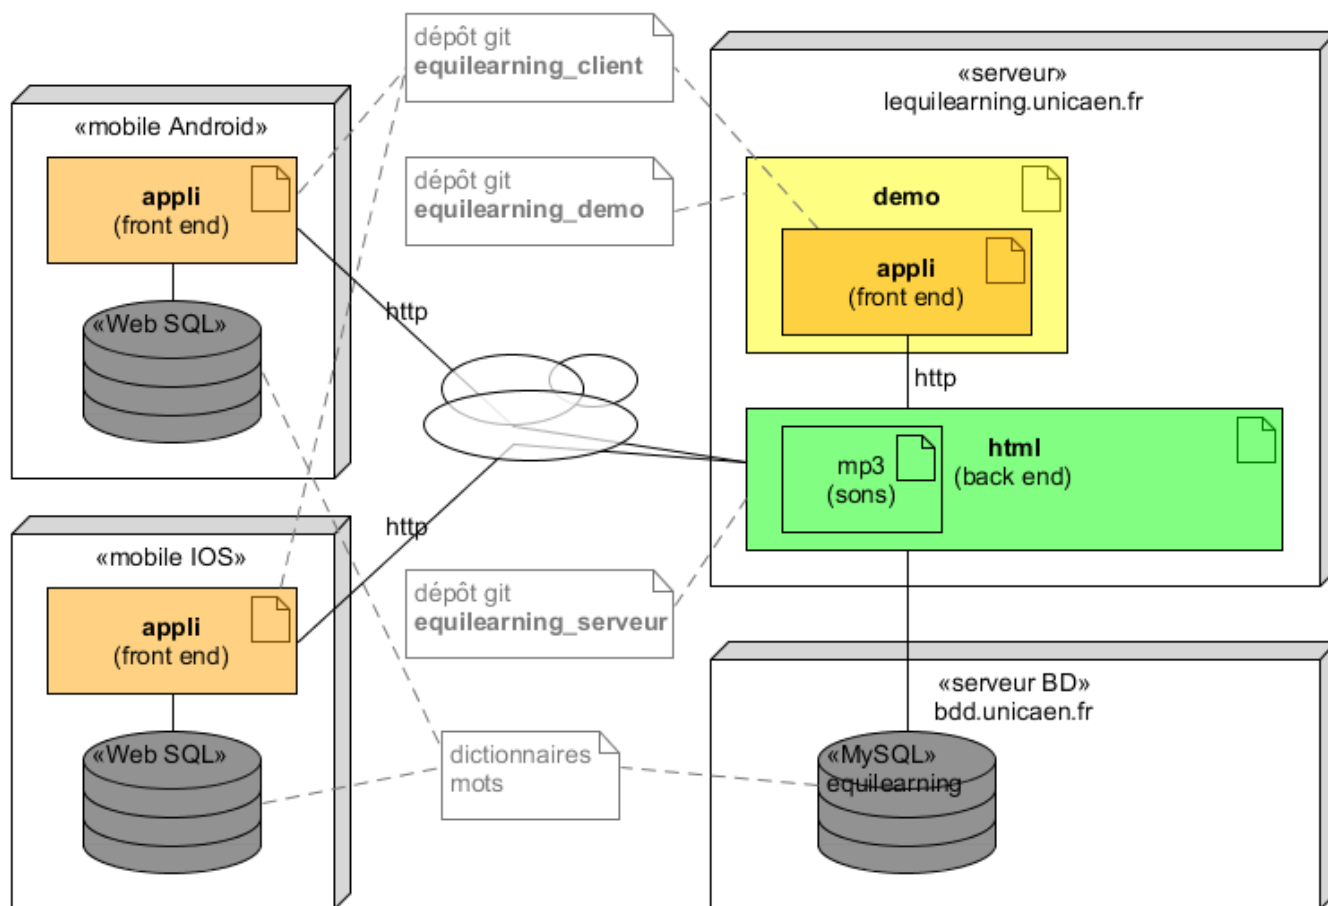 dépôt git
equilearning_client
«serveur»
lequilearning.unicaen.fr
«mobile Android»
appli
(front end)
dépôt git
equilearning_demo
demo
appli
(front end)
«Web SQL»
http
http
html
(back end)
mp3
(sons)
http
«mobile IOS»
appli
(front end)
dépôt git
equilearning_serveur
«serveur BD»
bdd.unicaen.fr
«Web SQL»
dictionnaires
mots
«MySQL»
equilearning